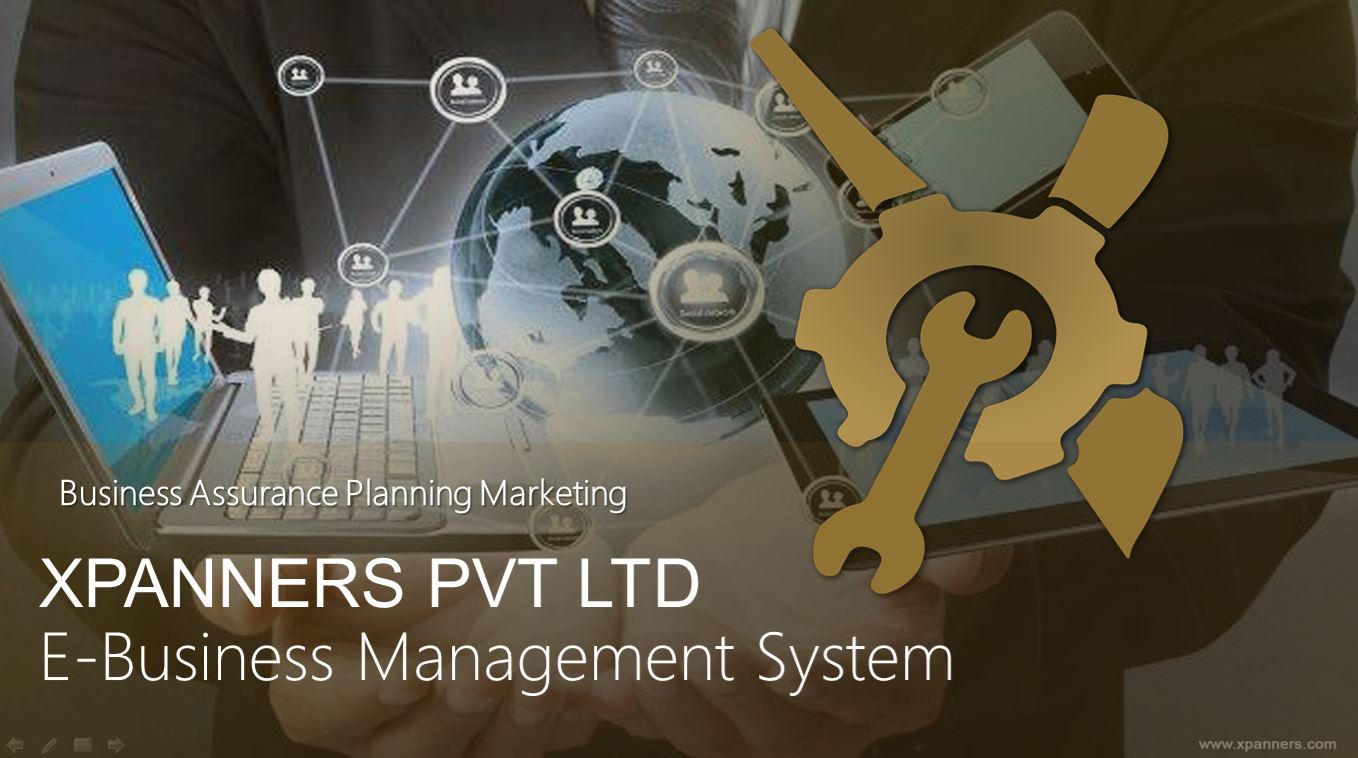 Business Assurance Planning Marketing
XPANNERS PVT LTD
E-Business Management System
www.xpanners.com